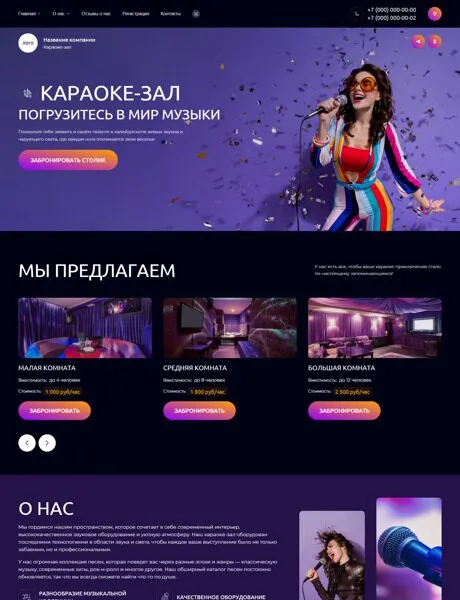 Главная
О нас
Отзывы о нас
Регистрация
Контакты
+7 (000) 000-00-00
+7 (000) 000-00-02
лого
Название компании
Караоке-зал
КАРАОКЕ-ЗАЛ
ПОГРУЗИТЕСЬ В МИР МУЗЫКИ
Позвольте себе заявить о своём таланте в калейдоскопе живых звуков и
чарующего света, где каждая нота откликается эхом веселья
ЗАБРОНИРОВАТЬ СТОЛИК
МЫ ПРЕДЛАГАЕМ
У нас есть все, чтобы ваше караоке-приключение стало
по-настоящему запоминающимся!
МАЛАЯ КОМНАТА
Вместимость: до 4 человек
Стоимость: 1 000 руб/час
ЗАБРОНИРОВАТЬ
СРЕДНЯЯ КОМНАТА
Вместимость: до 8 человек
Стоимость: 1 800 руб/час
ЗАБРОНИРОВАТЬ
БОЛЬШАЯ КОМНАТА
Вместимость: до 12 человек
Стоимость: 2 500 руб/час
ЗАБРОНИРОВАТЬ
О НАС
Мы гордимся нашим пространством, которое сочетает в себе современный интерьер,
высококачественное звуковое оборудование и уютную атмосферу. Наш караоке-зал оборудован
последними технологиями в области звука и света, чтобы каждое ваше выступление было не только
забавным, но и профессиональным.
У нас огромная коллекция песен, которая поведет вас через разные эпохи и жанры — классическую
музыку, современные хиты, рок-н-ролл и многое другое. Наш обширный каталог песен постоянно
обновляется, так что вы всегда сможете найти что-то по душе.
РАЗНООБРАЗИЕ МУЗЫКАЛЬНОЙ
КАЧЕСТВЕННОЕ ОБОРУДОВАНИЕ